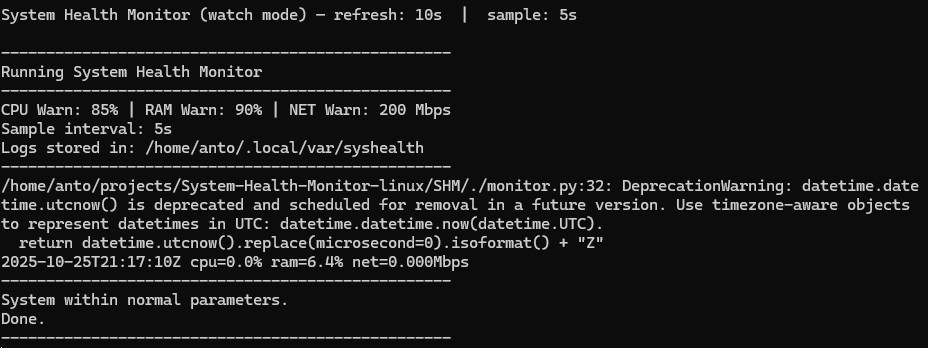 System Health Monitor (watch mode) — refresh: 10s  |  sample: 5s
--------------------------------------------------
Running System Health Monitor
--------------------------------------------------
CPU Warn: 85% | RAM Warn: 90% | NET Warn: 200 Mbps
Sample interval: 5s
Logs stored in: /home/anto/.local/var/syshealth
--------------------------------------------------
/home/anto/projects/System-Health-Monitor-linux/SHM/./monitor.py:32: DeprecationWarning: datetime.date
time.utcnow() is deprecated and scheduled for removal in a future version. Use timezone-aware objects
to represent datetimes in UTC: datetime.datetime.now(datetime.UTC).
  return datetime.utcnow().replace(microsecond=0).isoformat() + "Z"
2025-10-25T21:17:10Z cpu=0.0% ram=6.4% net=0.000Mbps
--------------------------------------------------
System within normal parameters.
Done.
--------------------------------------------------